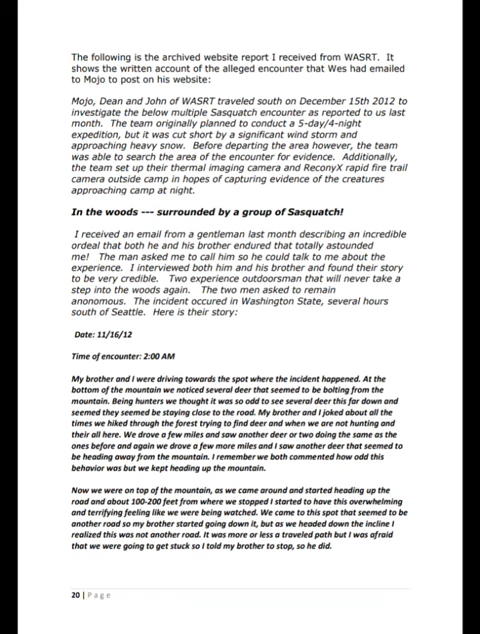 The following is the archived website report I received from WASRT.  It
shows the written account of the alleged encounter that Wes had emailed
to Mojo to post on his website:
Mojo, Dean and John of WASRT traveled south on December 15th 2012 to
investigate the below multiple Sasquatch encounter as reported to us last
month.  The team originally planned to conduct a 5-day/4-night
expedition, but it was cut short by a significant wind storm and
approaching heavy snow.  Before departing the area however, the team
was able to search the area of the encounter for evidence.  Additionally,
the team set up their thermal imaging camera and ReconyX rapid fire trail
camera outside camp in hopes of capturing evidence of the creatures
approaching camp at night.
In the woods --- surrounded by a group of Sasquatch!
I received an email from a gentleman last month describing an incredible
ordeal that both he and his brother endured that totally astounded
me!  The man asked me to call him so he could talk to me about the
experience.  I interviewed both him and his brother and found their story
to be very credible.  Two experience outdoorsman that will never take a
step into the woods again.  The two men asked to remain
anonomous.  The incident occured in Washington State, several hours
south of Seattle.  Here is their story:
Date: 11/16/12
Time of encounter: 2:00 AM
My brother and I were driving towards the spot where the incident happened. At the
bottom of the mountain we noticed several deer that seemed to be bolting from the
mountain. Being hunters we thought it was so odd to see several deer this far down and
seemed they seemed be staying close to the road. My brother and I joked about all the
times we hiked through the forest trying to find deer and when we are not hunting and
their all here. We drove a few miles and saw another deer or two doing the same as the
ones before and again we drove a few more miles and I saw another deer that seemed to
be heading away from the mountain. I remember we both commented how odd this
behavior was but we kept heading up the mountain.
Now we were on top of the mountain, as we came around and started heading up the
road and about 100-200 feet from where we stopped I started to have this overwhelming
and terrifying feeling like we were being watched. We came to this spot that seemed to be
another road so my brother started going down it, but as we headed down the incline I
realized this was not another road. It was more or less a traveled path but I was afraid
that we were going to get stuck so I told my brother to stop, so he did.
20 | Page